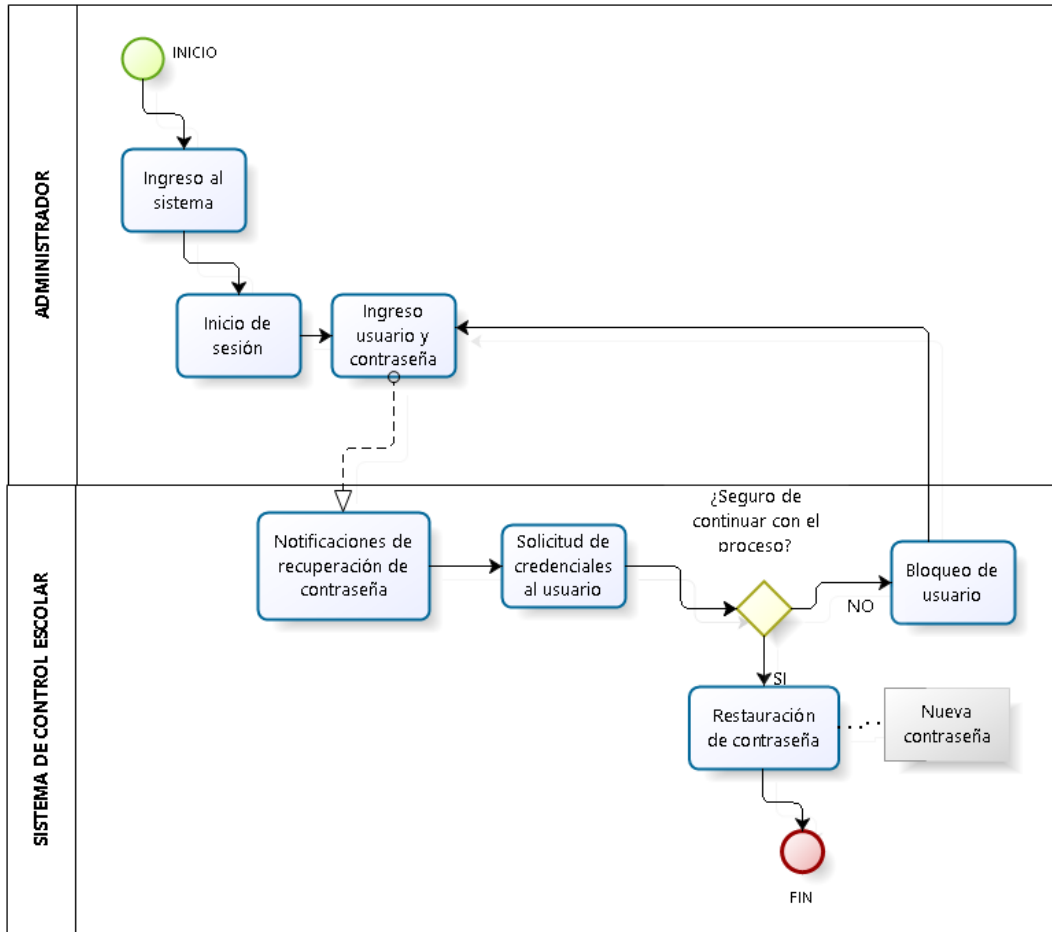 ADMINISTRADOR
INICIO
Ingreso al
sistema
Inicio de
sesión
Ingreso
usuario y
contraseña
SISTEMA DE CONTROL ESCOLAR
Notificaciones de
recuperación de
contraseña
Solicitud de
credenciales
al usuario
¿Seguro de
continuar con el
proceso?
NO
Bloqueo de
usuario
SI
Restauración
de contraseña
Nueva
contraseña
FIN